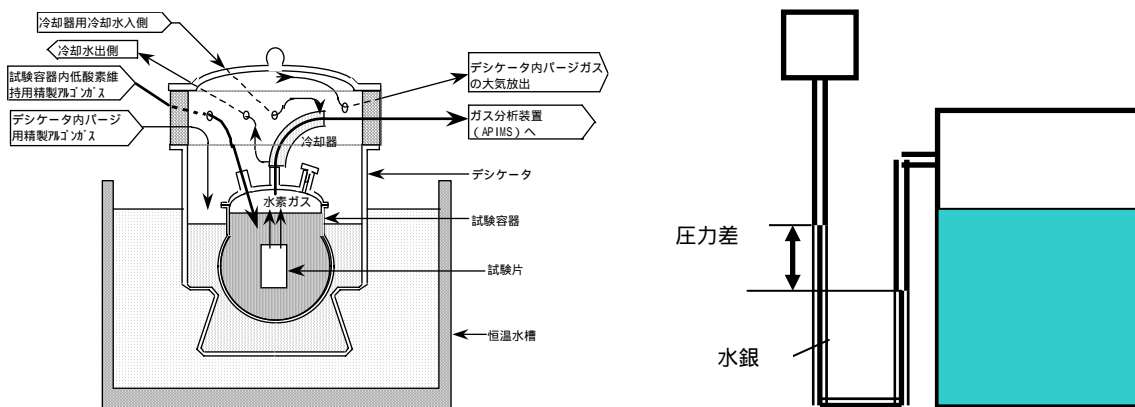 冷却器用冷却水入側
冷却水出側
試験容器内低酸素維
持用精製ｱﾙｺﾞﾝｶﾞｽ
デシケータ内パージ
用精製ｱﾙｺﾞﾝｶﾞｽ
デシケータ内パージガス
の大気放出
ガス分析装置
(APIMS)へ
冷却器
デシケータ
水素ガス
試験容器
試験片
恒温水槽
圧力差
水銀